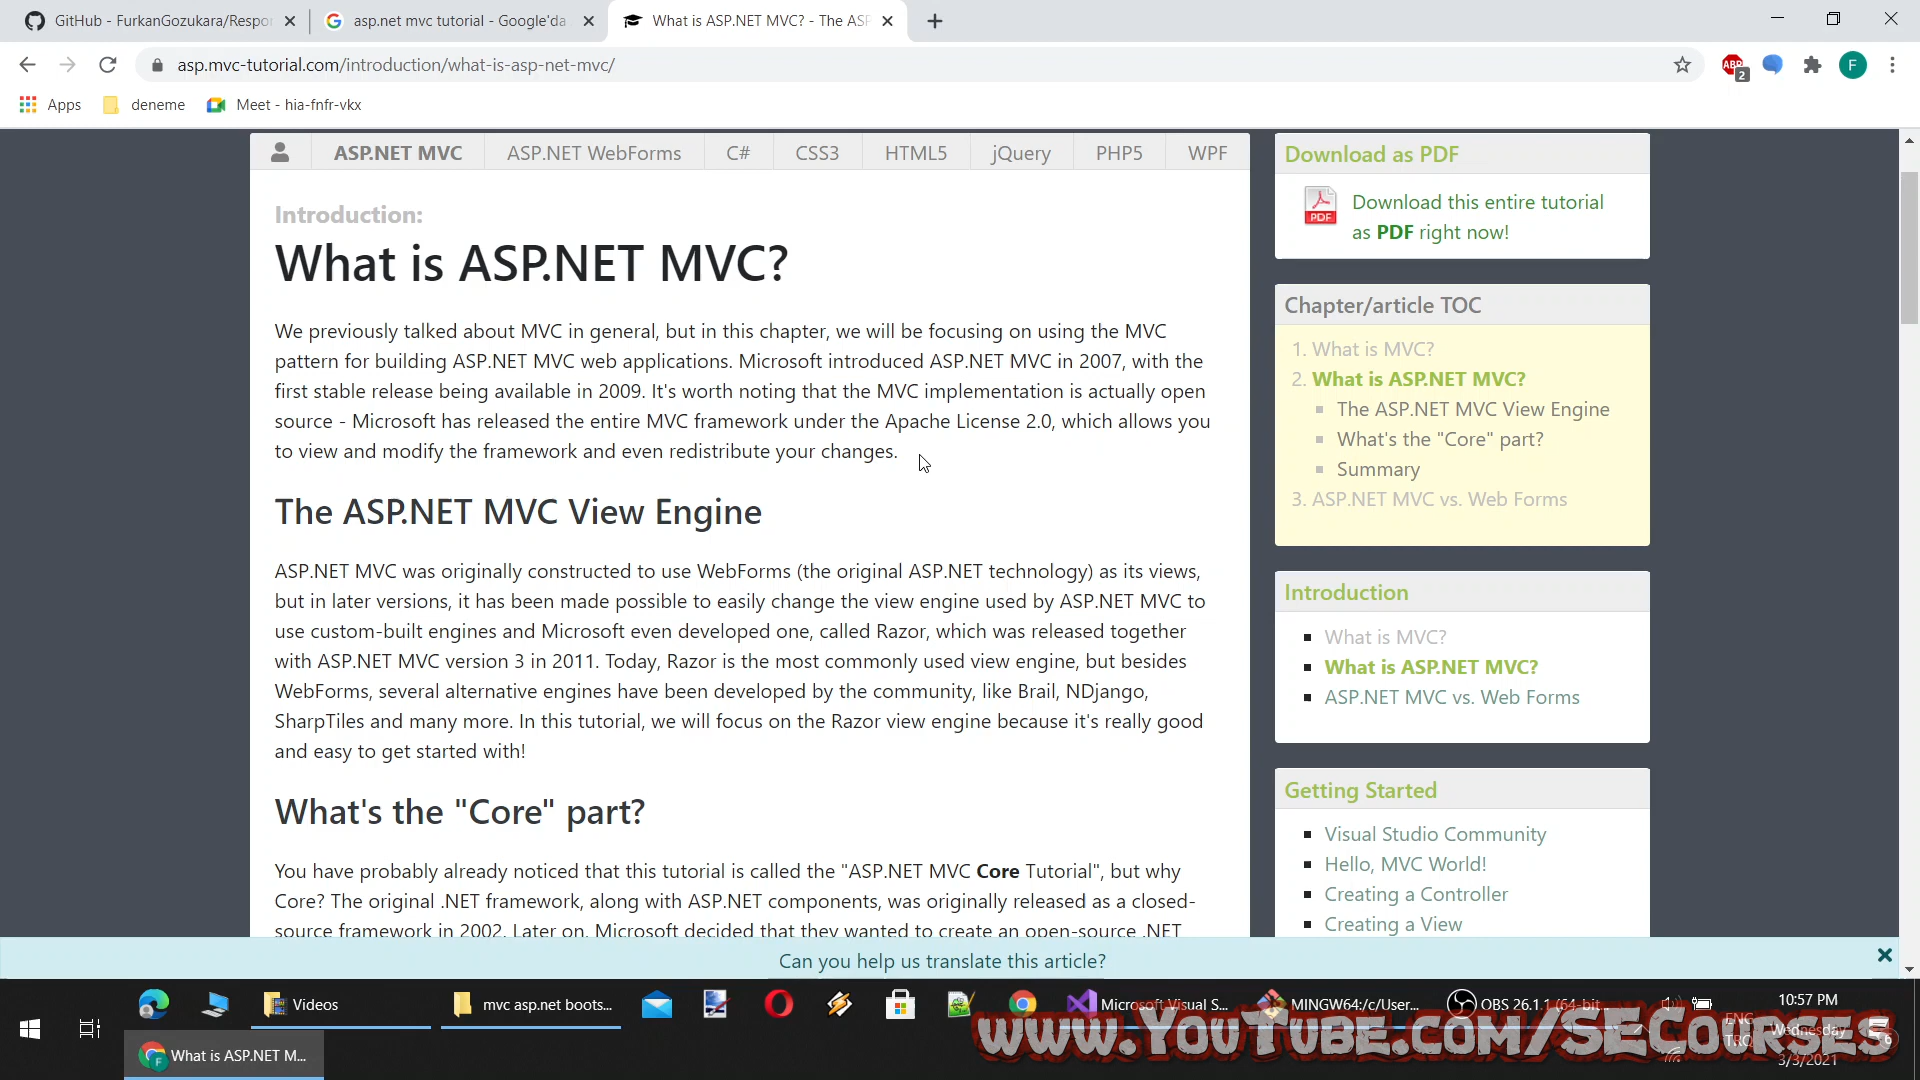 GitHub - FurkanGozukara/Respo
asp.net mvc tutorial - Google'da
What is ASP.NET MVC? - The ASP
asp.mvc-tutorial.com/introduction/what-is-asp-net-mvc/
ABP
2
F
Apps
deneme
Meet - hia-fnfr-vkx
ASP.NET MVC
ASP.NET WebForms
C#
CSS3
HTML5
jQuery
PHP5
WPF
Introduction:
What is ASP.NET MVC?
We previously talked about MVC in general, but in this chapter, we will be focusing on using the MVC
pattern for building ASP.NET MVC web applications. Microsoft introduced ASP.NET MVC in 2007, with the
first stable release being available in 2009. It's worth noting that the MVC implementation is actually open
source - Microsoft has released the entire MVC framework under the Apache License 2.0, which allows you
to view and modify the framework and even redistribute your changes.
The ASP.NET MVC View Engine
ASP.NET MVC was originally constructed to use WebForms (the original ASP.NET technology) as its views,
but in later versions, it has been made possible to easily change the view engine used by ASP.NET MVC to
use custom-built engines and Microsoft even developed one, called Razor, which was released together
with ASP.NET MVC version 3 in 2011. Today, Razor is the most commonly used view engine, but besides
WebForms, several alternative engines have been developed by the community, like Brail, NDjango,
SharpTiles and many more. In this tutorial, we will focus on the Razor view engine because it's really good
and easy to get started with!
What's the "Core" part?
You have probably already noticed that this tutorial is called the "ASP.NET MVC Core Tutorial", but why
Core? The original .NET framework, along with ASP.NET components, was originally released as a closed-
source framework in 2002. Later on, Microsoft decided that they wanted to create an open-source .NET
Download as PDF
PDF
Download this entire tutorial
as PDF right now!
Chapter/article TOC
1. What is MVC?
2. What is ASP.NET MVC?
The ASP.NET MVC View Engine
What's the "Core" part?
Summary
3. ASP.NET MVC vs. Web Forms
Introduction
What is MVC?
What is ASP.NET MVC?
ASP.NET MVC vs. Web Forms
Getting Started
Visual Studio Community
Hello, MVC World!
Creating a Controller
Creating a View
Can you help us translate this article?
Videos
mvc asp.net boots...
Microsoft Visual S...
MINGW64:/c/User...
OBS 26.1.1 (64-bit...
What is ASP.NET M...
ENG
TRQ
10:57 PM
Wednesday
3/3/2021
6
www.YouTube.com/SECourses